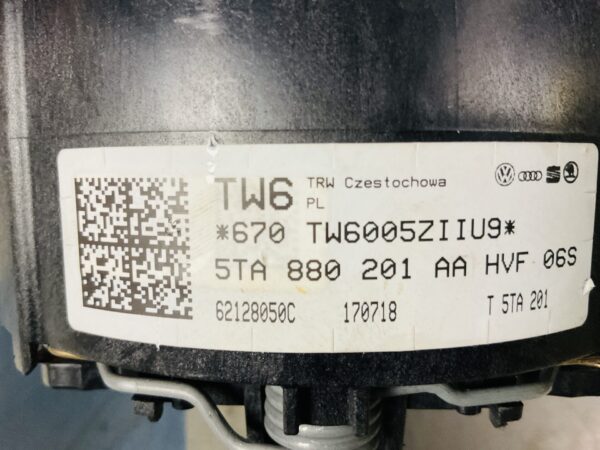 TW6 TRW Czestochowa
PL
*670 TW6005ZIIU9*
5TA 880 201 AA HVF 06S
62128050C 170718 T 5TA 201